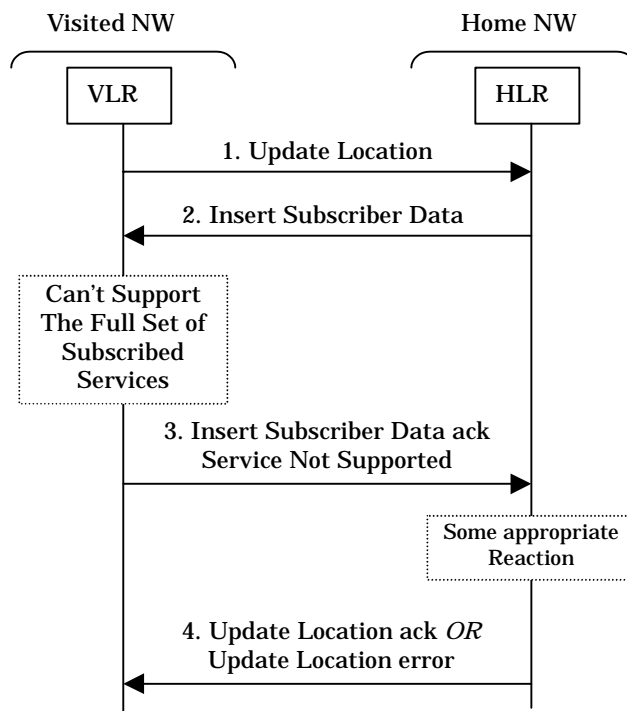 Visited NW
Home NW
VLR
HLR
1. Update Location
2. Insert Subscriber Data
Can't Support
The Full Set of
Subscribed
Services
3. Insert Subscriber Data ack
Service Not Supported
Some appropriate
Reaction
4. Update Location ack OR
Update Location error